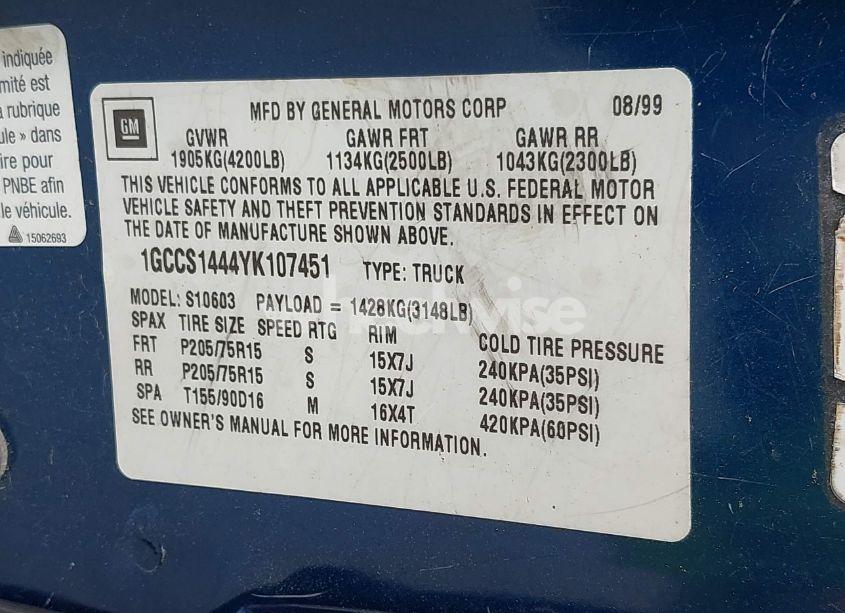 indiquée
mité est
a rubrique
ule » dans
ire pour
PNBE afin
le véhicule.
15062693
GM
MFD BY GENERAL MOTORS CORP 08/99
GVWR GAWR FRT GAWR RR
1905KG(4200LB) 1134KG(2500LB) 1043KG(2300LB)
THIS VEHICLE CONFORMS TO ALL APPLICABLE U.S. FEDERAL MOTOR
VEHICLE SAFETY AND THEFT PREVENTION STANDARDS IN EFFECT ON
THE DATE OF MANUFACTURE SHOWN ABOVE.
1GCCS1444YK107451 TYPE: TRUCK
MODEL: S10603 PAYLOAD = 1428KG(3148LB)
SPAX TIRE SIZE SPEED RTG RIM COLD TIRE PRESSURE
FRT P205/75R15 S 15X7J 240KPA(35PSI)
RR P205/75R15 S 15X7J 240KPA(35PSI)
SPA T155/90D16 M 16X4T 420KPA(60PSI)
SEE OWNER'S MANUAL FOR MORE INFORMATION.